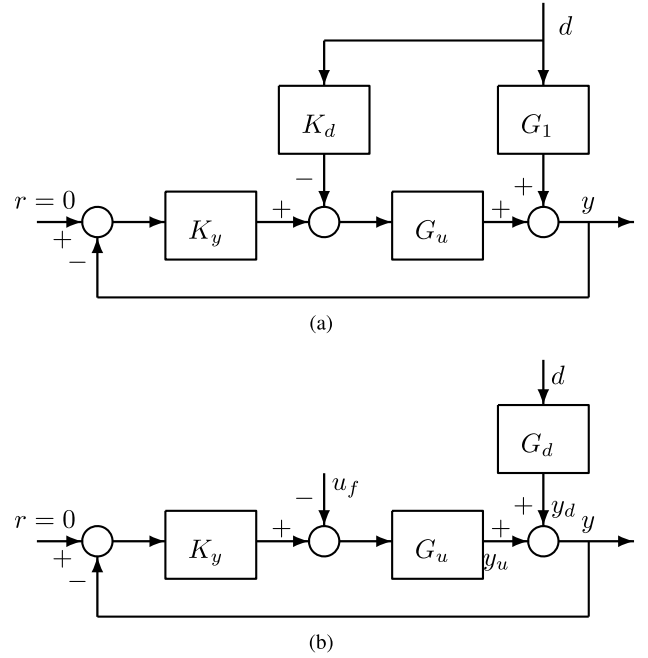 d
K_d
G_1
−
+
r = 0
+
+
y
K_y
G_u
+
−
(a)
d
G_d
−
u_f
+
y_d
r = 0
+
+
y
K_y
G_u
y_u
+
−
(b)